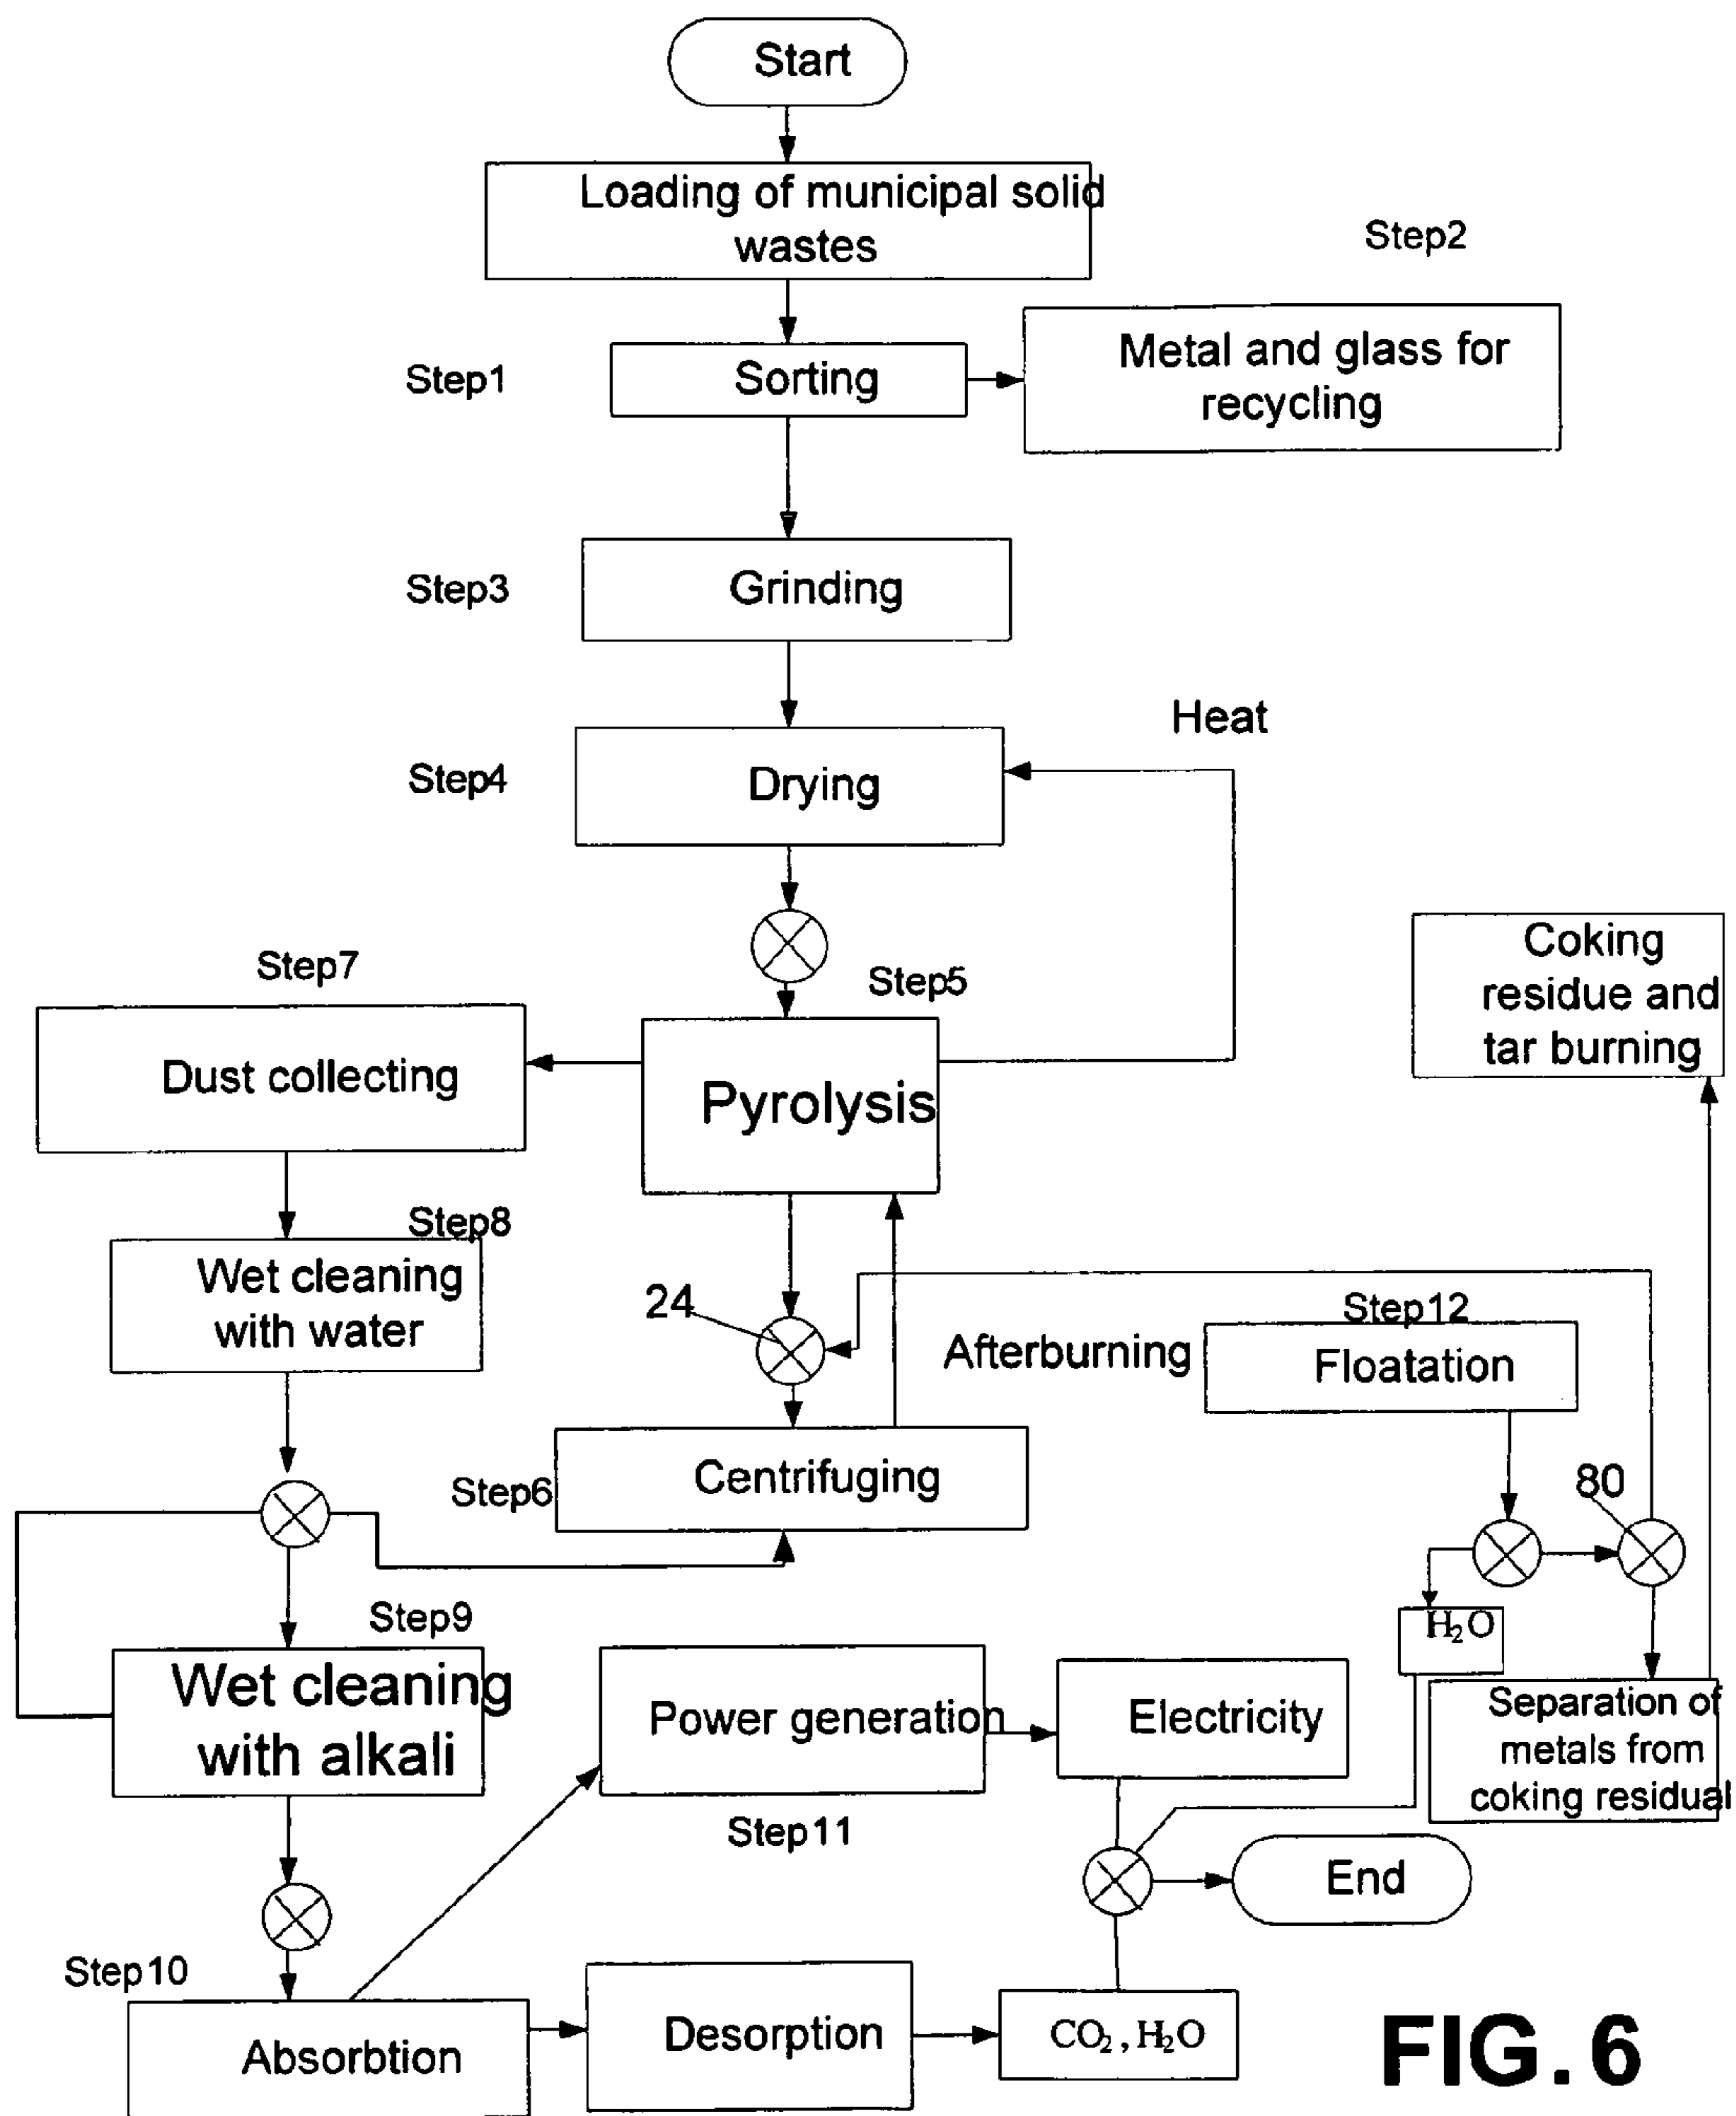 Start
Loading of municipal solid
wastes
Step2
Step1
Sorting
Metal and glass for
recycling
Step3
Grinding
Heat
Step4
Drying
Step7
Step5
Coking
residue and
tar burning
Dust collecting
Pyrolysis
Step8
Wet cleaning
with water
24
Step12
Afterburning
Floatation
Step6
Centrifuging
80
Step9
H₂O
Wet cleaning
with alkali
Power generation
Electricity
Separation of
metals from
coking residual
Step11
End
Step10
Absorbtion
Desorption
CO₂, H₂O
FIG. 6